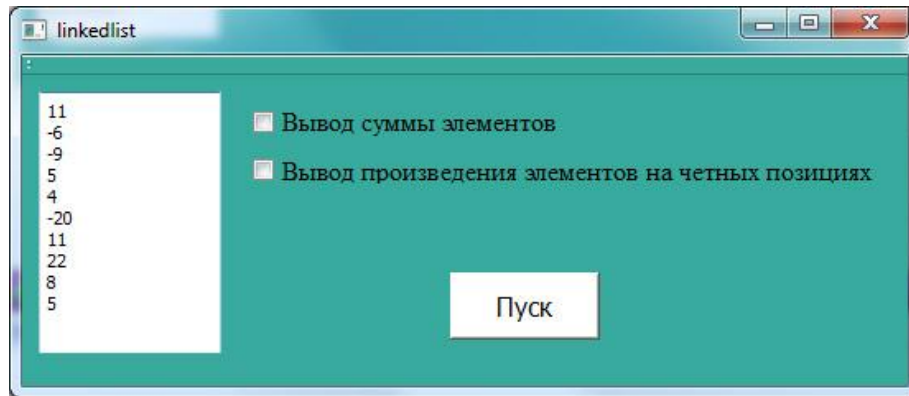 linkedlist
11
-6
-9
5
4
-20
11
22
8
5
Вывод суммы элементов
Вывод произведения элементов на четных позициях
Пуск